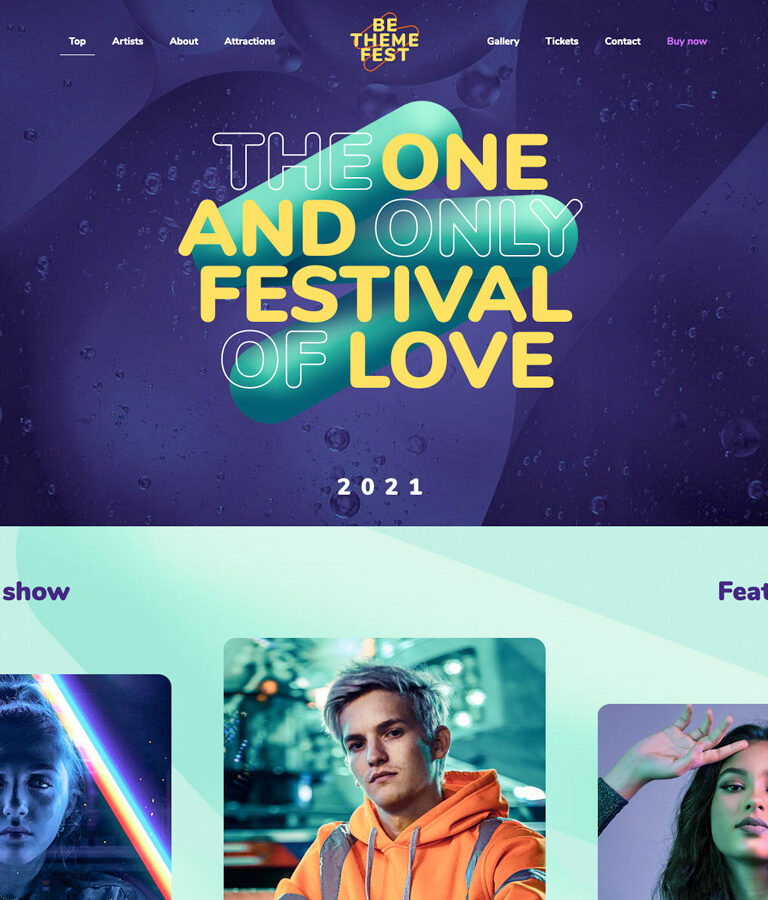 Top Artists About Attractions
BE
THEME
FEST
Gallery Tickets Contact Buy now
THE ONE
AND ONLY
FESTIVAL
OF LOVE
2021
show
Feat